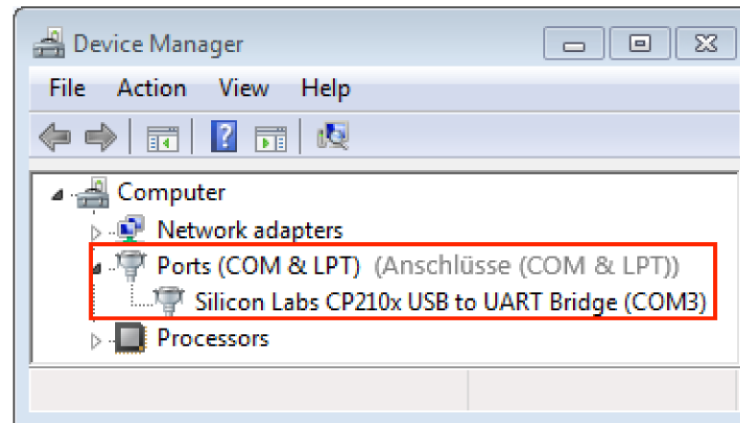 Device Manager
File Action View Help
Computer
Network adapters
Ports (COM & LPT) (Anschlüsse (COM & LPT))
Silicon Labs CP210x USB to UART Bridge (COM3)
Processors